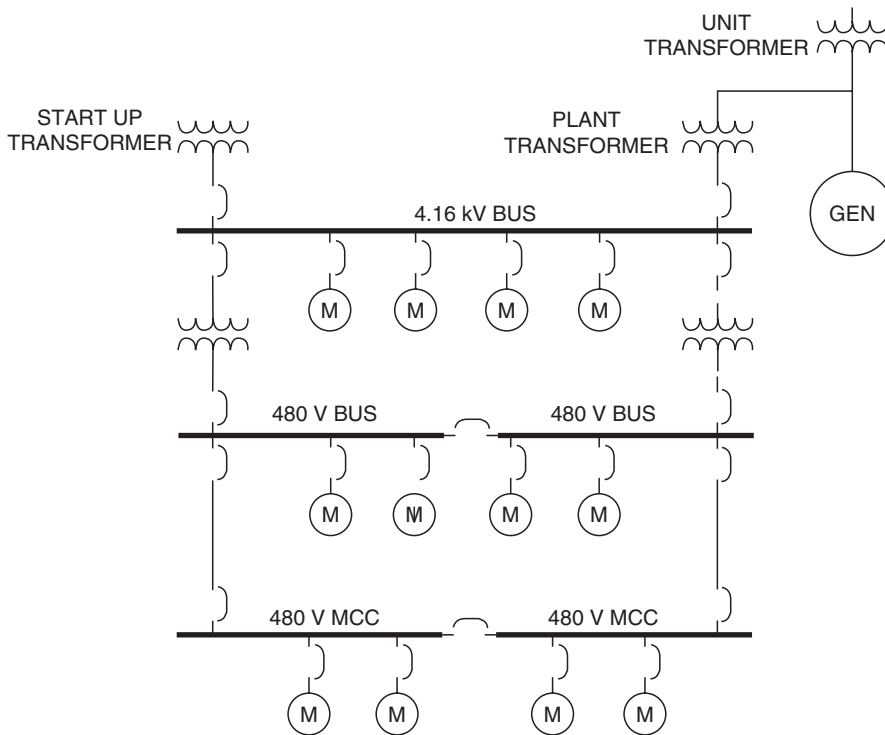 UNIT
TRANSFORMER
START UP
TRANSFORMER
PLANT
TRANSFORMER
GEN
4.16 kV BUS
M
M
M
M
480 V BUS
480 V BUS
M
M
M
M
480 V MCC
480 V MCC
M
M
M
M